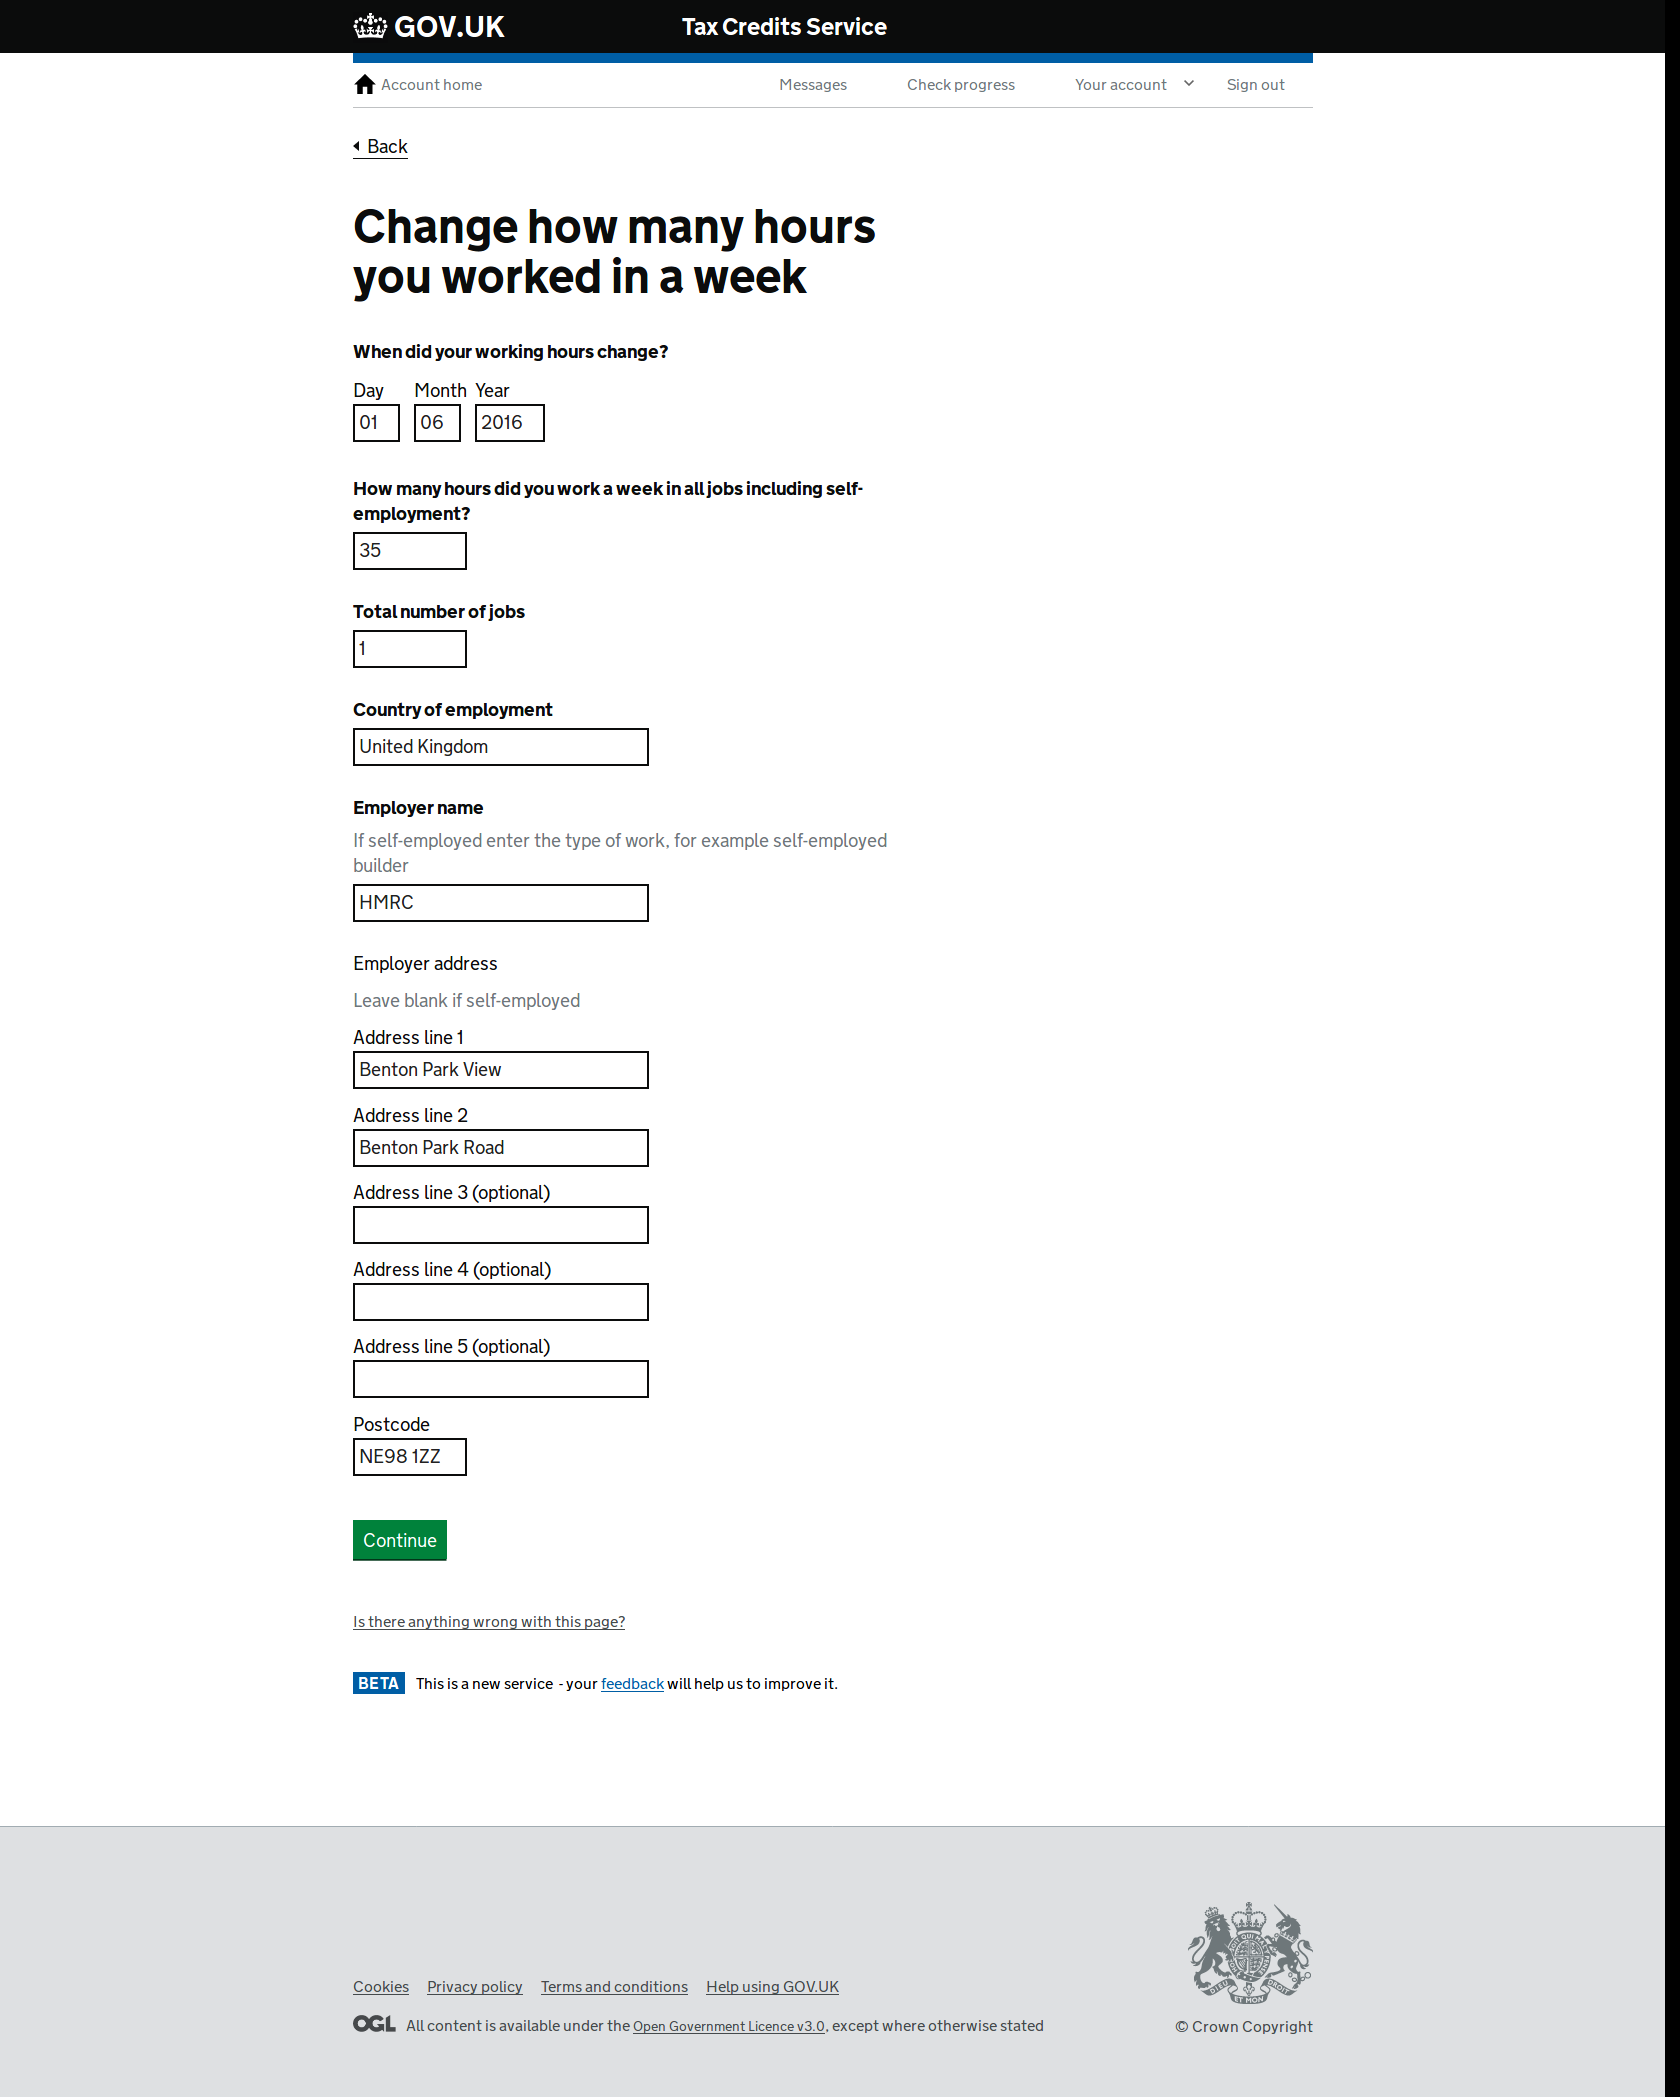 GOV.UK
Tax Credits Service
Account home
Messages
Check progress
Your account
Sign out
Back
Change how many hours
you worked in a week
When did your working hours change?
Day Month Year
01 06 2016
How many hours did you work a week in all jobs including self-
employment?
35
Total number of jobs
1
Country of employment
United Kingdom
Employer name
If self-employed enter the type of work, for example self-employed
builder
HMRC
Employer address
Leave blank if self-employed
Address line 1
Benton Park View
Address line 2
Benton Park Road
Address line 3 (optional)
Address line 4 (optional)
Address line 5 (optional)
Postcode
NE98 1ZZ
Continue
Is there anything wrong with this page?
BETA This is a new service - your feedback will help us to improve it.
DIEU ET MON DROIT
Cookies Privacy policy Terms and conditions Help using GOV.UK
OGL All content is available under the Open Government Licence v3.0, except where otherwise stated
© Crown Copyright